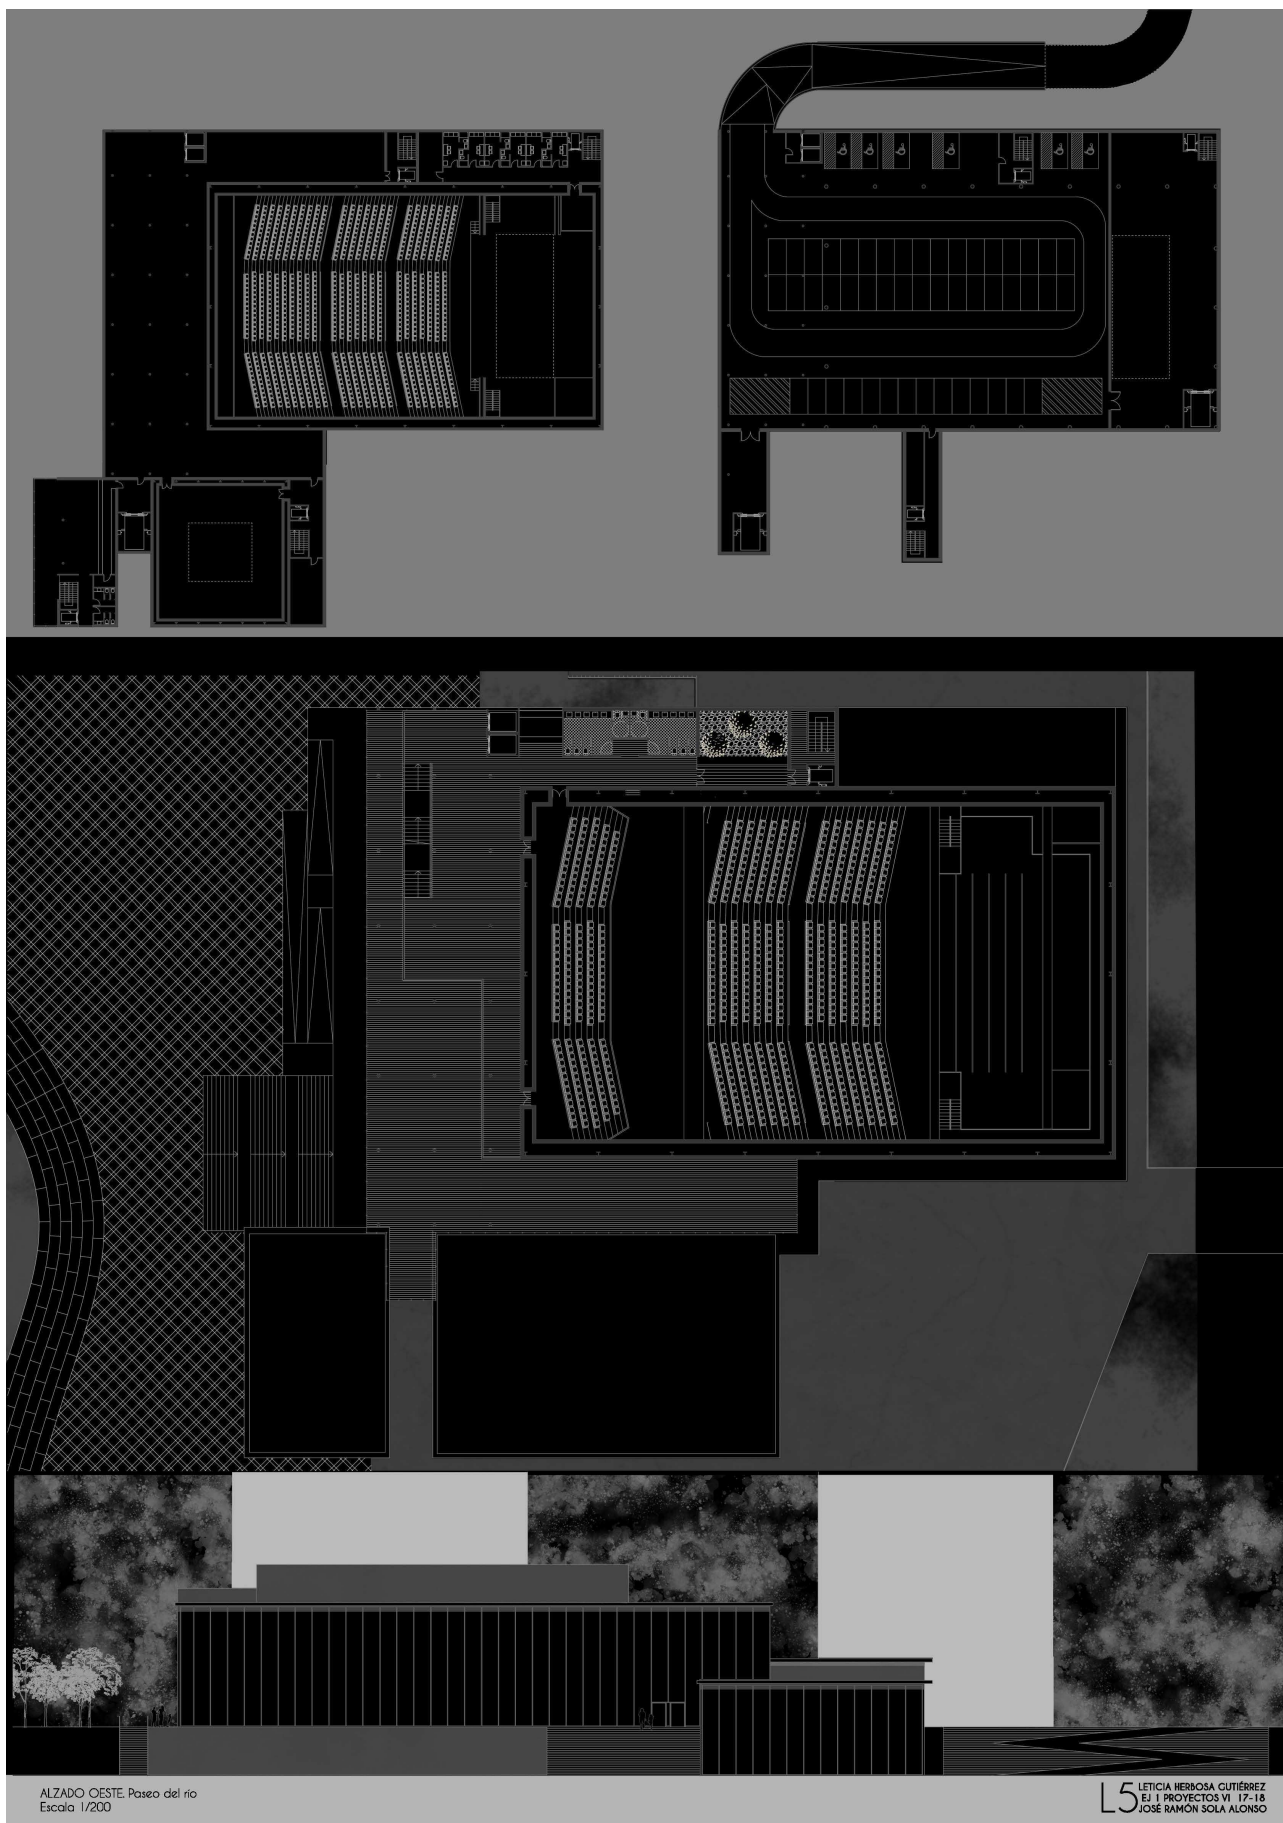 ALZADO OESTE. Paseo del río
Escala 1/200
L5
LETICIA HERBOSA GUTIÉRREZ
EJ 1 PROYECTOS VI 17-18
JOSÉ RAMÓN SOLA ALONSO